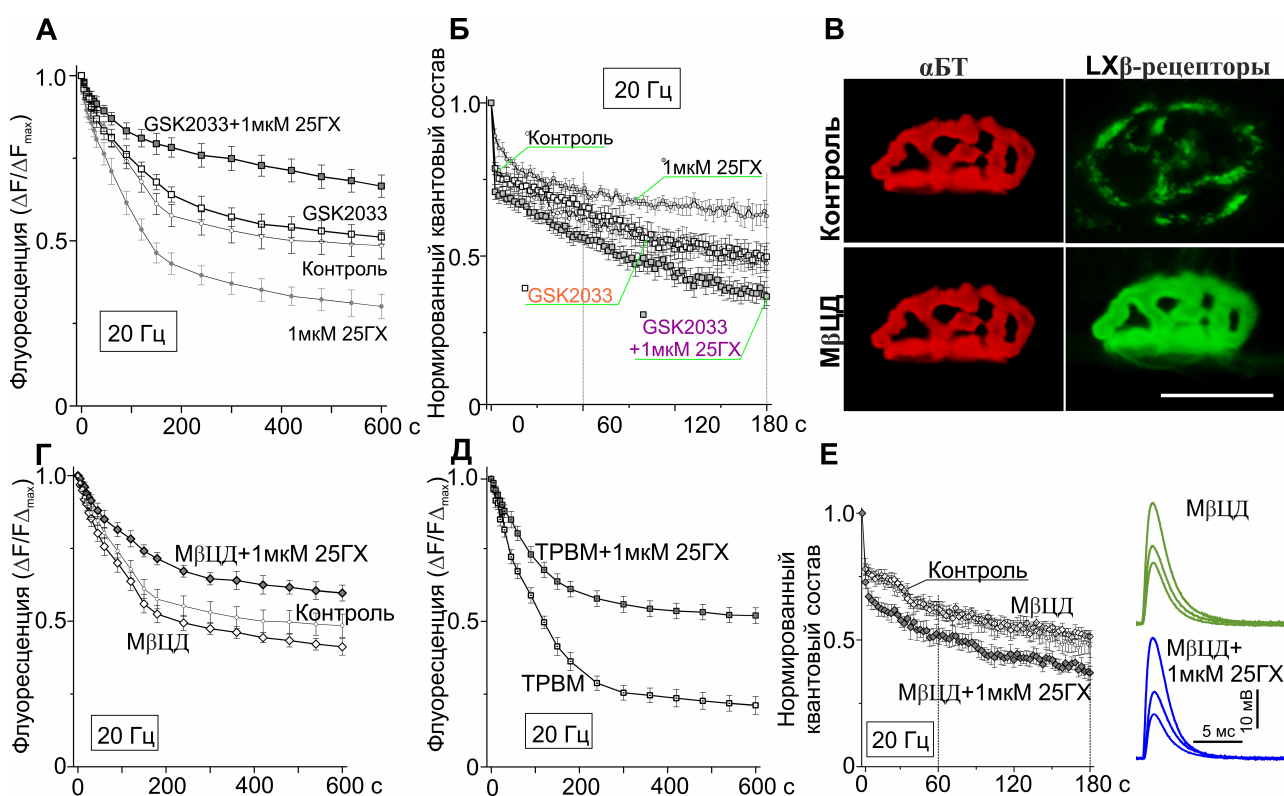 А
Флуоресценция (ΔF/ΔFmax)
1.0
0.5
0
GSK2033+1мкМ 25ГХ
GSK2033
Контроль
1мкМ 25ГХ
20 Гц
0 200 400 600 с
Б
Нормированный квантовый состав
20 Гц
1.0
0.5
0
Контроль
1мкМ 25ГХ
GSK2033
GSK2033
+1мкМ 25ГХ
0 60 120 180 с
В
αБТ
LXβ-рецепторы
Контроль
МβЦД
Г
Флуоресценция (ΔF/FΔmax)
1.0
0.5
0
МβЦД+1мкМ 25ГХ
Контроль
МβЦД
20 Гц
0 200 400 600 с
Д
Флуоресценция (ΔF/FΔmax)
1.0
0.5
0
ТРВМ+1мкМ 25ГХ
ТРВМ
20 Гц
0 200 400 600 с
Е
Нормированный
квантовый состав
1.0
0.5
0
Контроль
МβЦД
МβЦД+1мкМ 25ГХ
20 Гц
0 60 120 180 с
МβЦД
МβЦД+
1мкМ 25ГХ
5 мс
10 мВ